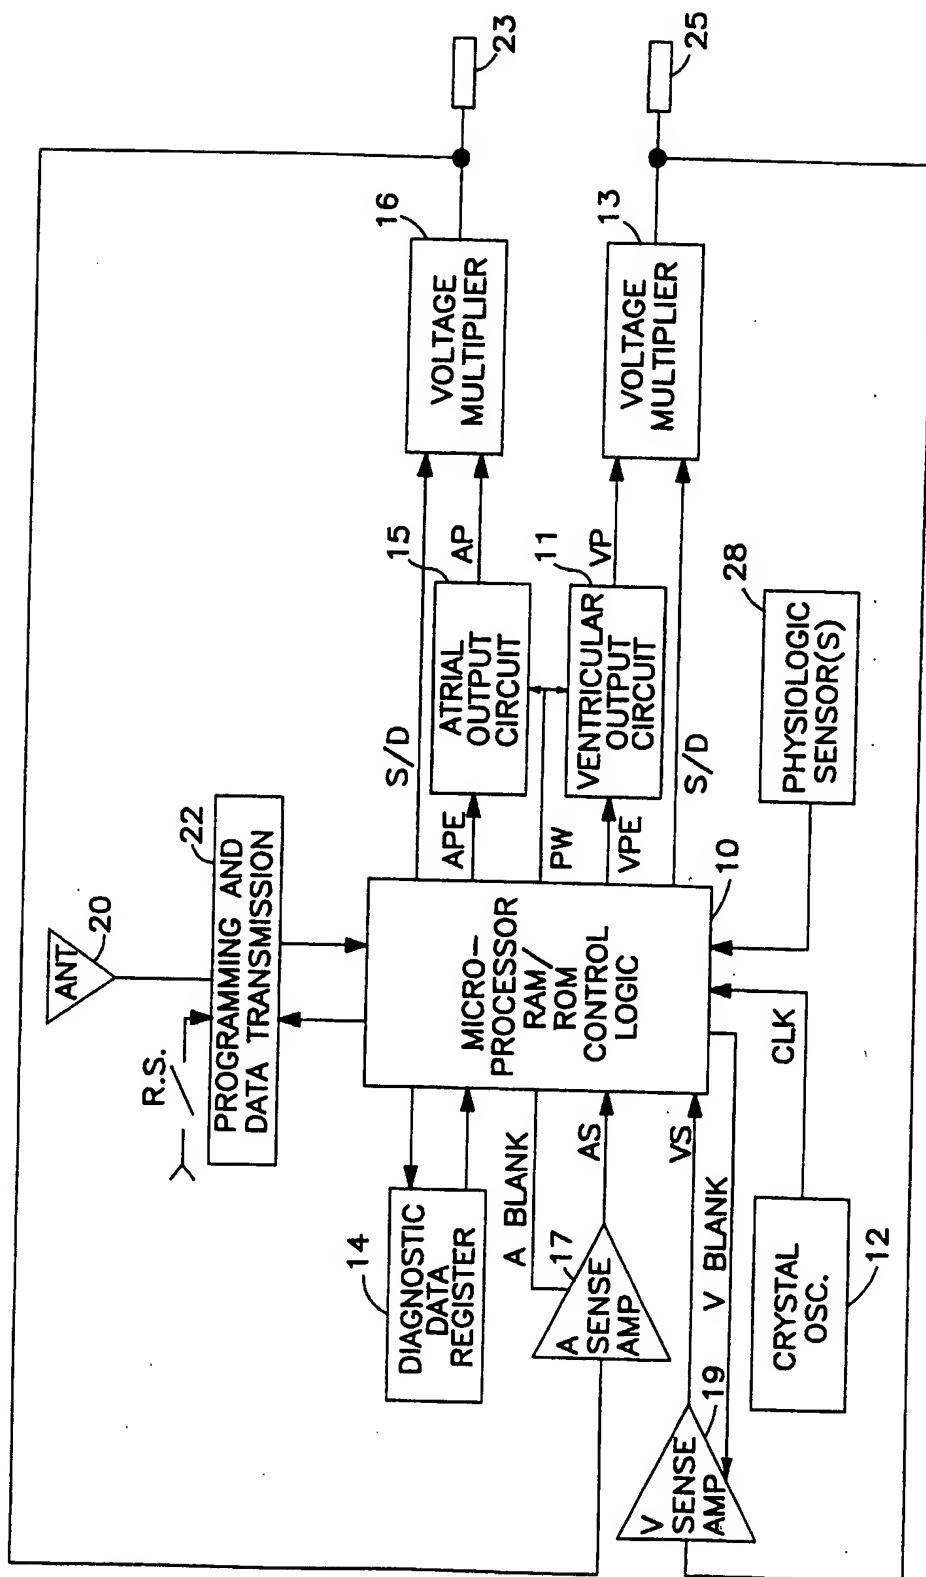 ANT
20
R.S.
22
PROGRAMMING AND
DATA TRANSMISSION
14
DIAGNOSTIC
DATA
REGISTER
MICRO-
PROCESSOR
RAM/
ROM
CONTROL
LOGIC
10
S/D
APE
PW
VPE
S/D
15
ATRIAL
OUTPUT
CIRCUIT
AP
11
VENTRICULAR
OUTPUT
CIRCUIT
VP
16
VOLTAGE
MULTIPLIER
23
13
VOLTAGE
MULTIPLIER
25
A BLANK
17
A
SENSE
AMP
AS
VS
V BLANK
V
SENSE
AMP
19
CRYSTAL
OSC.
12
CLK
PHYSIOLOGIC
SENSOR(S)
28